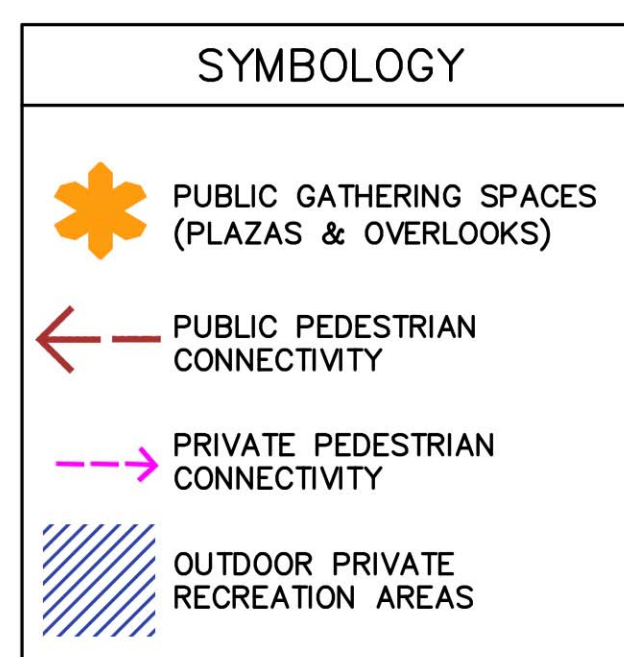 SYMBOLOGY
PUBLIC GATHERING SPACES
(PLAZAS & OVERLOOKS)
PUBLIC PEDESTRIAN
CONNECTIVITY
PRIVATE PEDESTRIAN
CONNECTIVITY
OUTDOOR PRIVATE
RECREATION AREAS